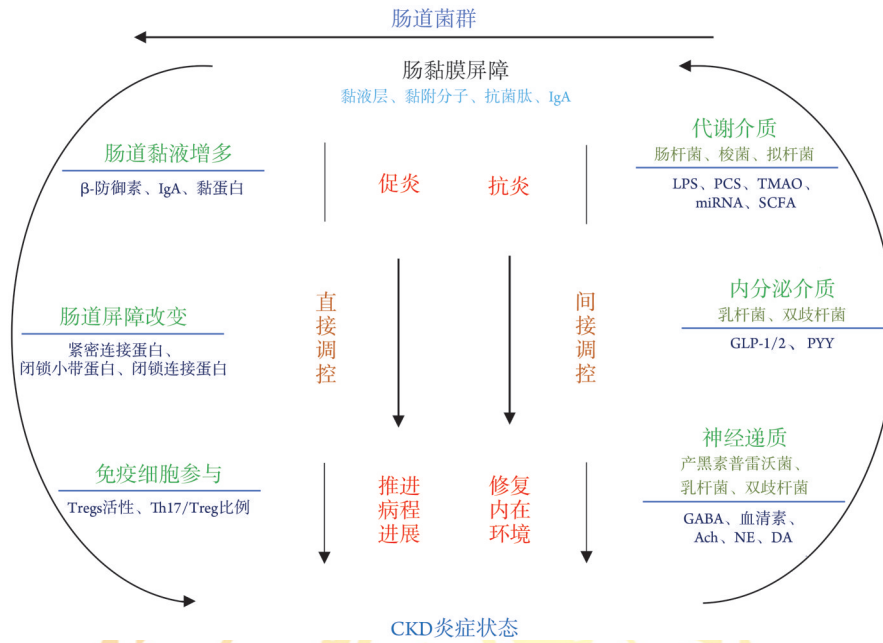 肠道菌群
肠黏膜屏障
黏液层、黏附分子、抗菌肽、IgA
肠道黏液增多
β-防御素、IgA、黏蛋白
肠道屏障改变
紧密连接蛋白、
闭锁小带蛋白、闭锁连接蛋白
免疫细胞参与
Tregs活性、Th17/Treg比例
直接调控
促炎
推进
病程
进展
抗炎
修复
内在
环境
间接调控
代谢介质
肠杆菌、梭菌、拟杆菌
LPS、PCS、TMAO、
miRNA、SCFA
内分泌介质
乳杆菌、双歧杆菌
GLP-1/2、PYY
神经递质
产黑素普雷沃菌、
乳杆菌、双歧杆菌
GABA、血清素、
Ach、NE、DA
CKD炎症状态